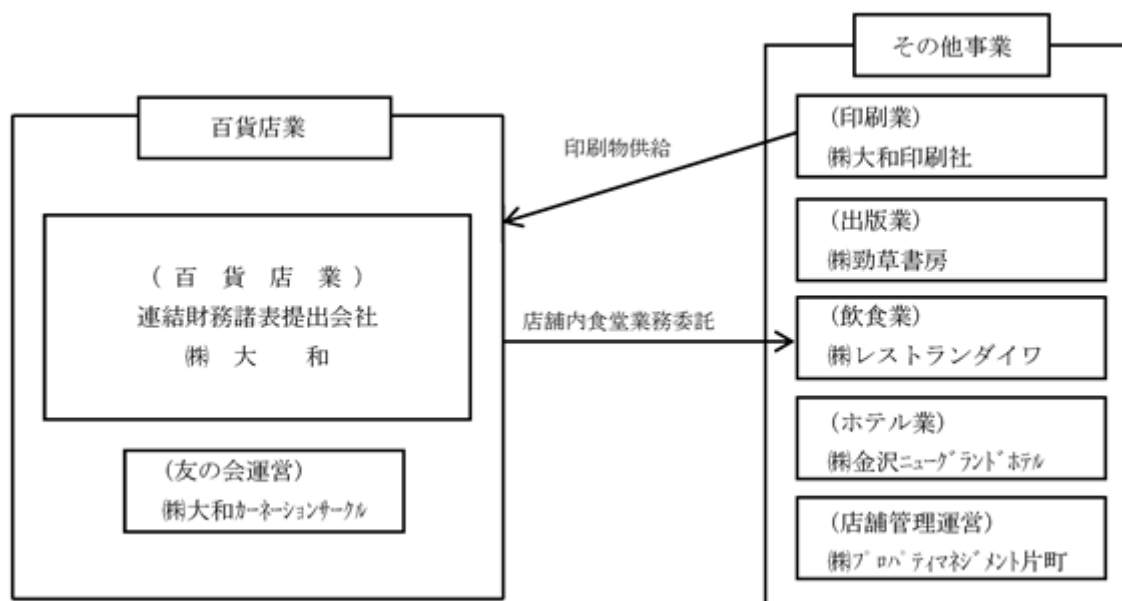 百貨店業
(百貨店業)
連結財務諸表提出会社
㈱大和
(友の会運営)
㈱大和ｶｰﾈｰｼｮﾝｻｰｸﾙ
印刷物供給
店舗内食堂業務委託
その他事業
(印刷業)
㈱大和印刷社
(出版業)
㈱勁草書房
(飲食業)
㈱レストランダイワ
(ホテル業)
㈱金沢ﾆｭｰｸﾞﾗﾝﾄﾞﾎﾃﾙ
(店舗管理運営)
㈱ﾌﾟﾛﾊﾟﾃｨﾏﾈｼﾞﾒﾝﾄ片町